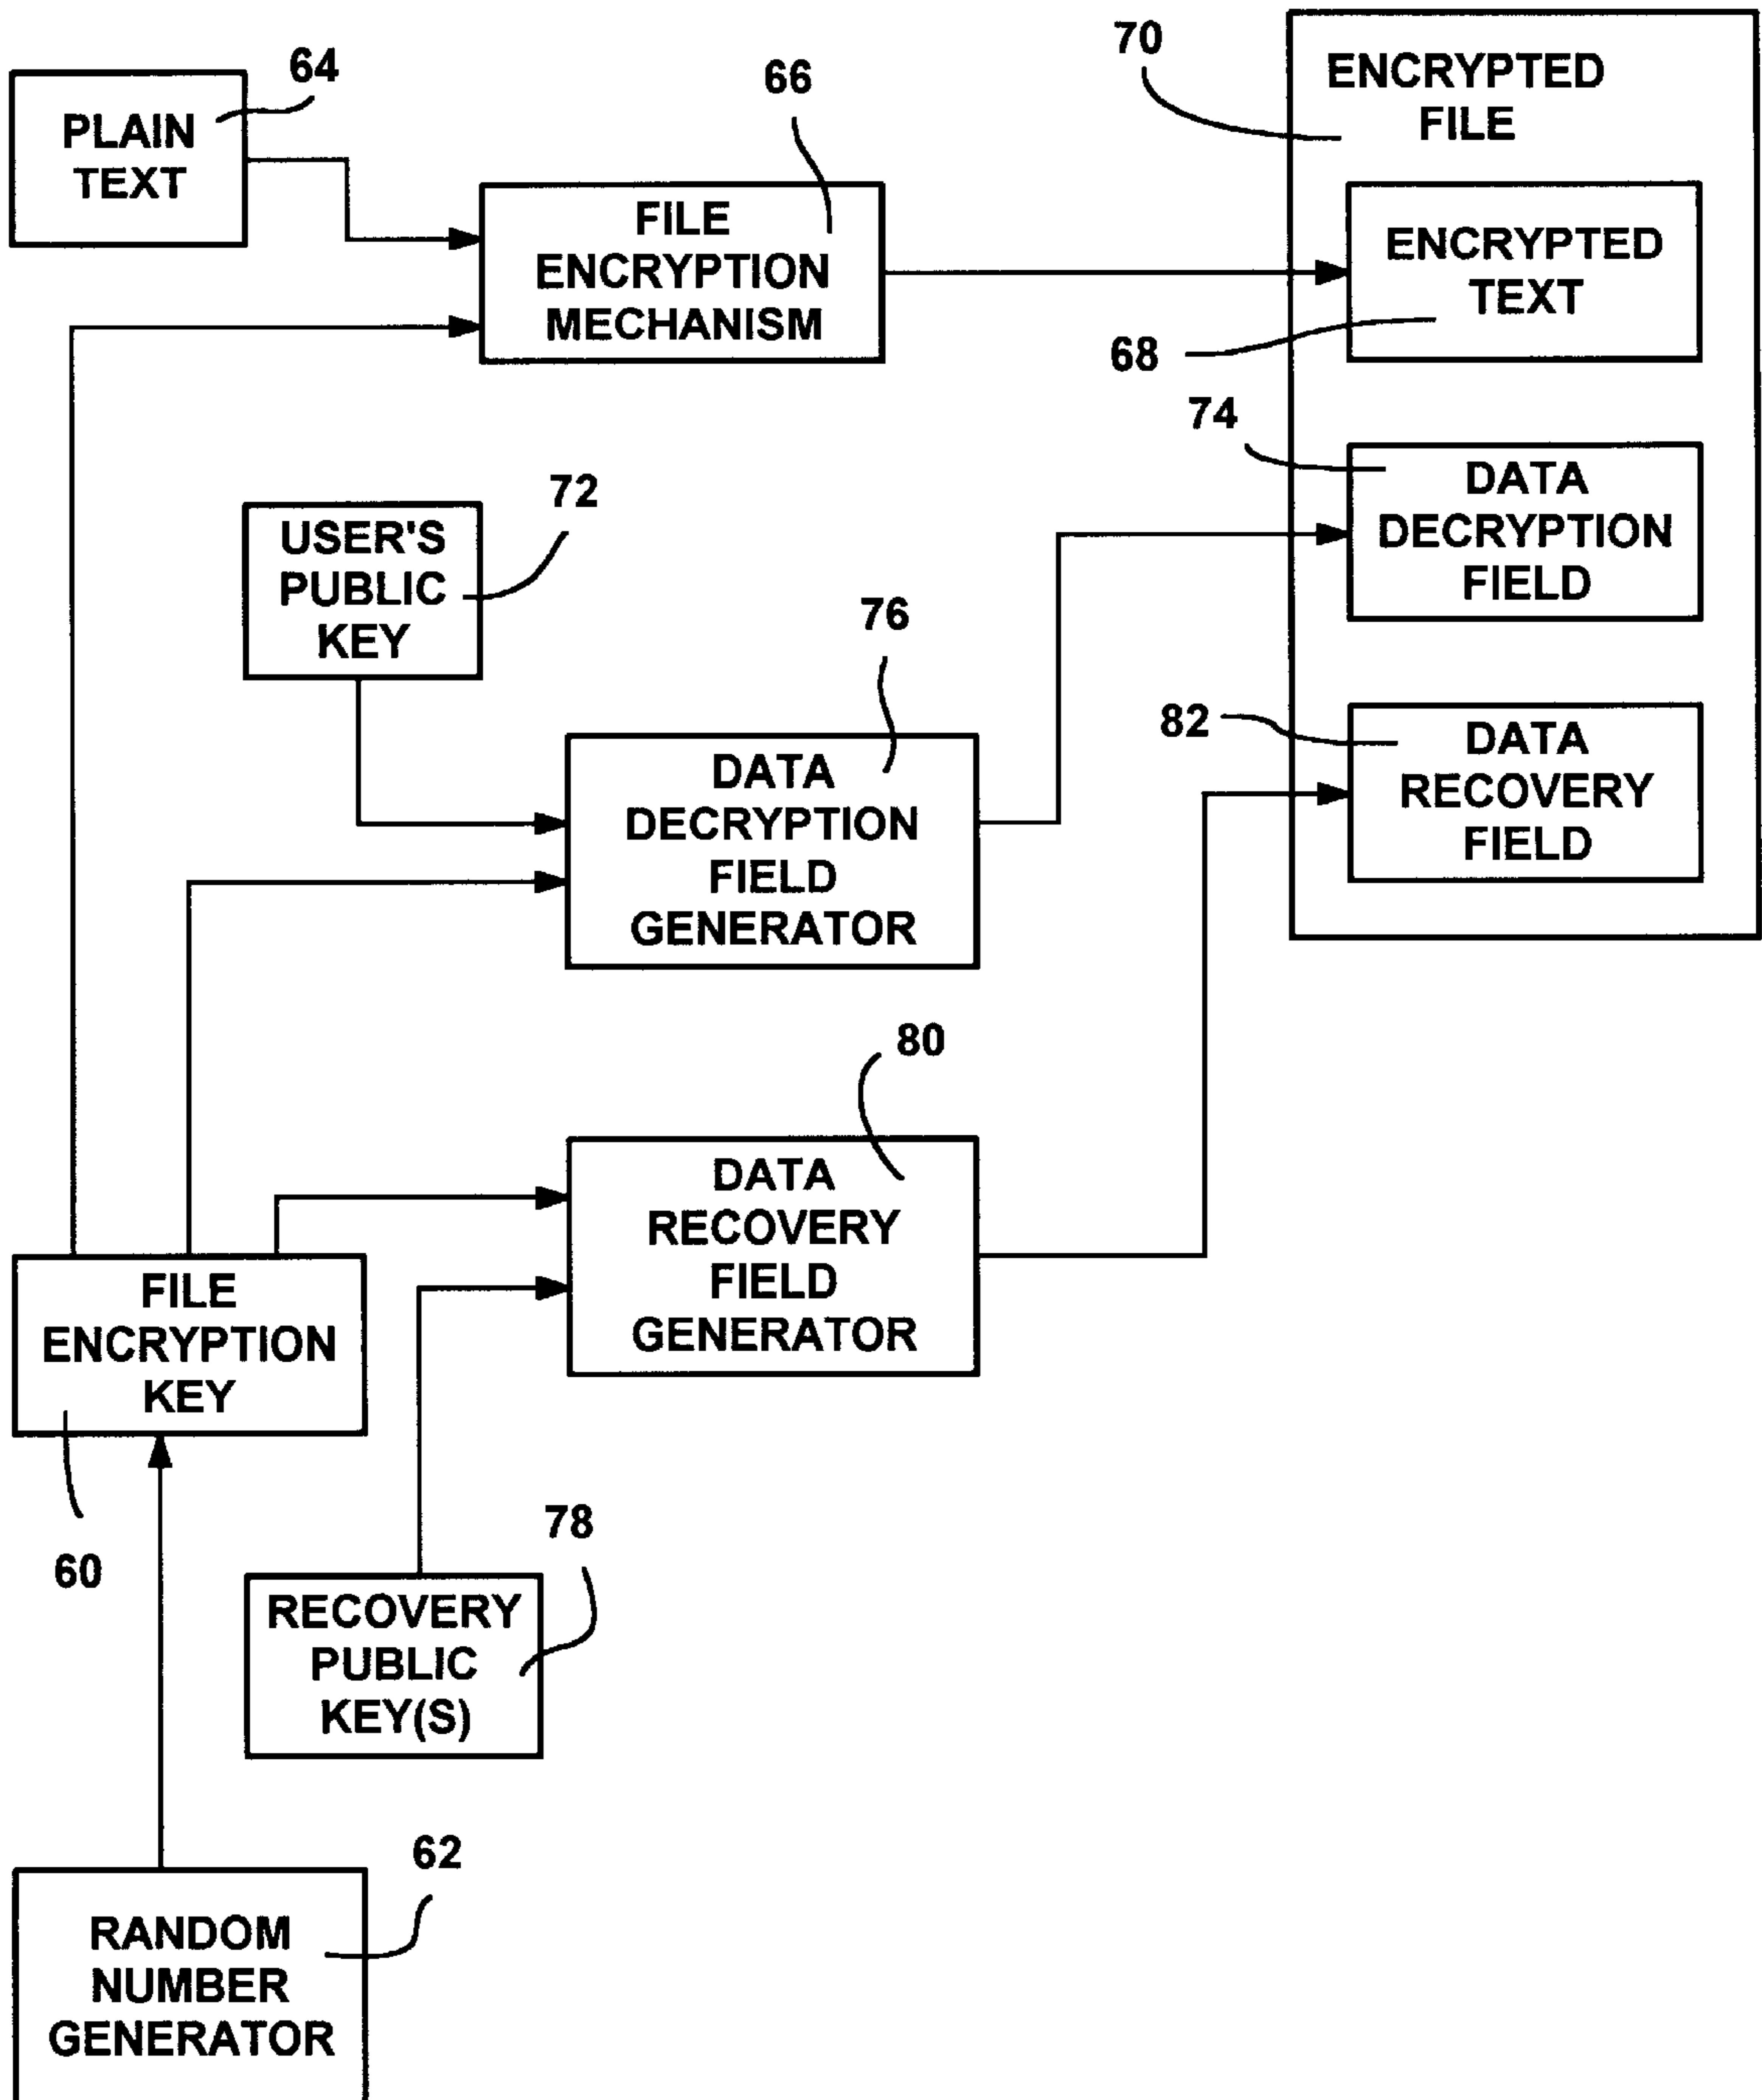 64
PLAIN
TEXT
66
FILE
ENCRYPTION
MECHANISM
70
ENCRYPTED
FILE
ENCRYPTED
TEXT
68
72
USER'S
PUBLIC
KEY
74
DATA
DECRYPTION
FIELD
76
DATA
DECRYPTION
FIELD
GENERATOR
82
DATA
RECOVERY
FIELD
80
DATA
RECOVERY
FIELD
GENERATOR
FILE
ENCRYPTION
KEY
60
78
RECOVERY
PUBLIC
KEY(S)
62
RANDOM
NUMBER
GENERATOR